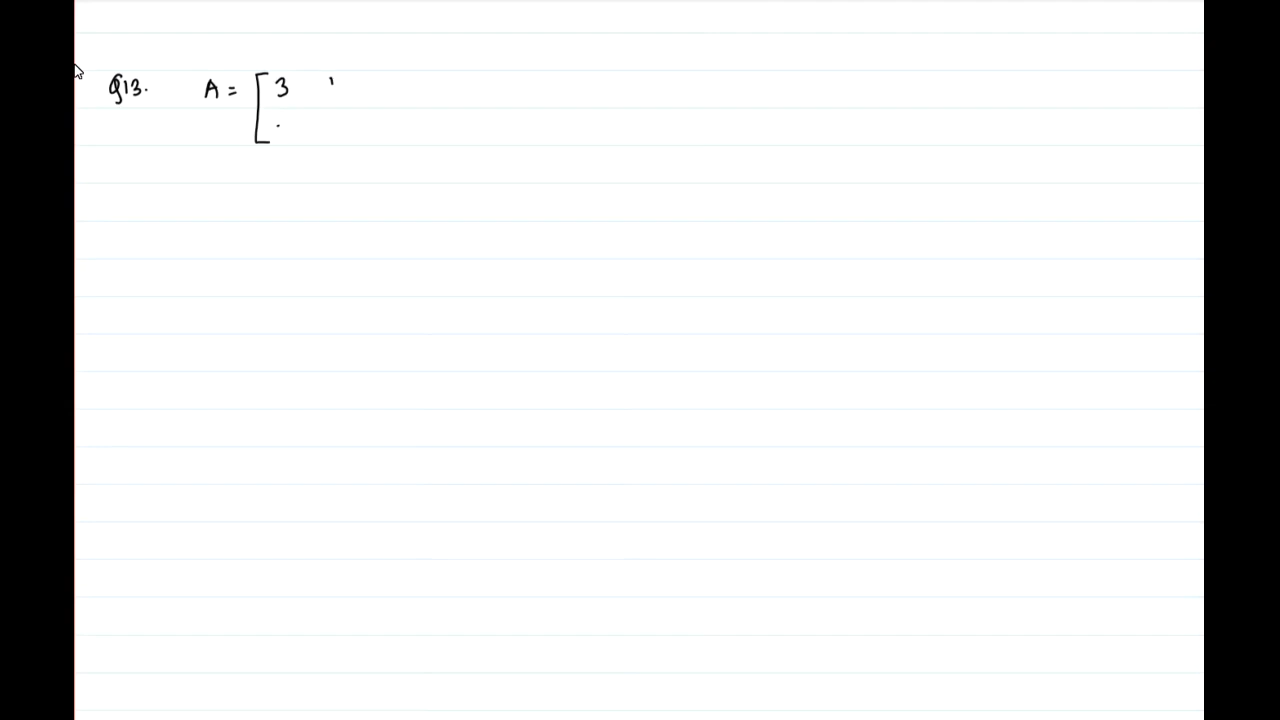 Q13. A = [ 3